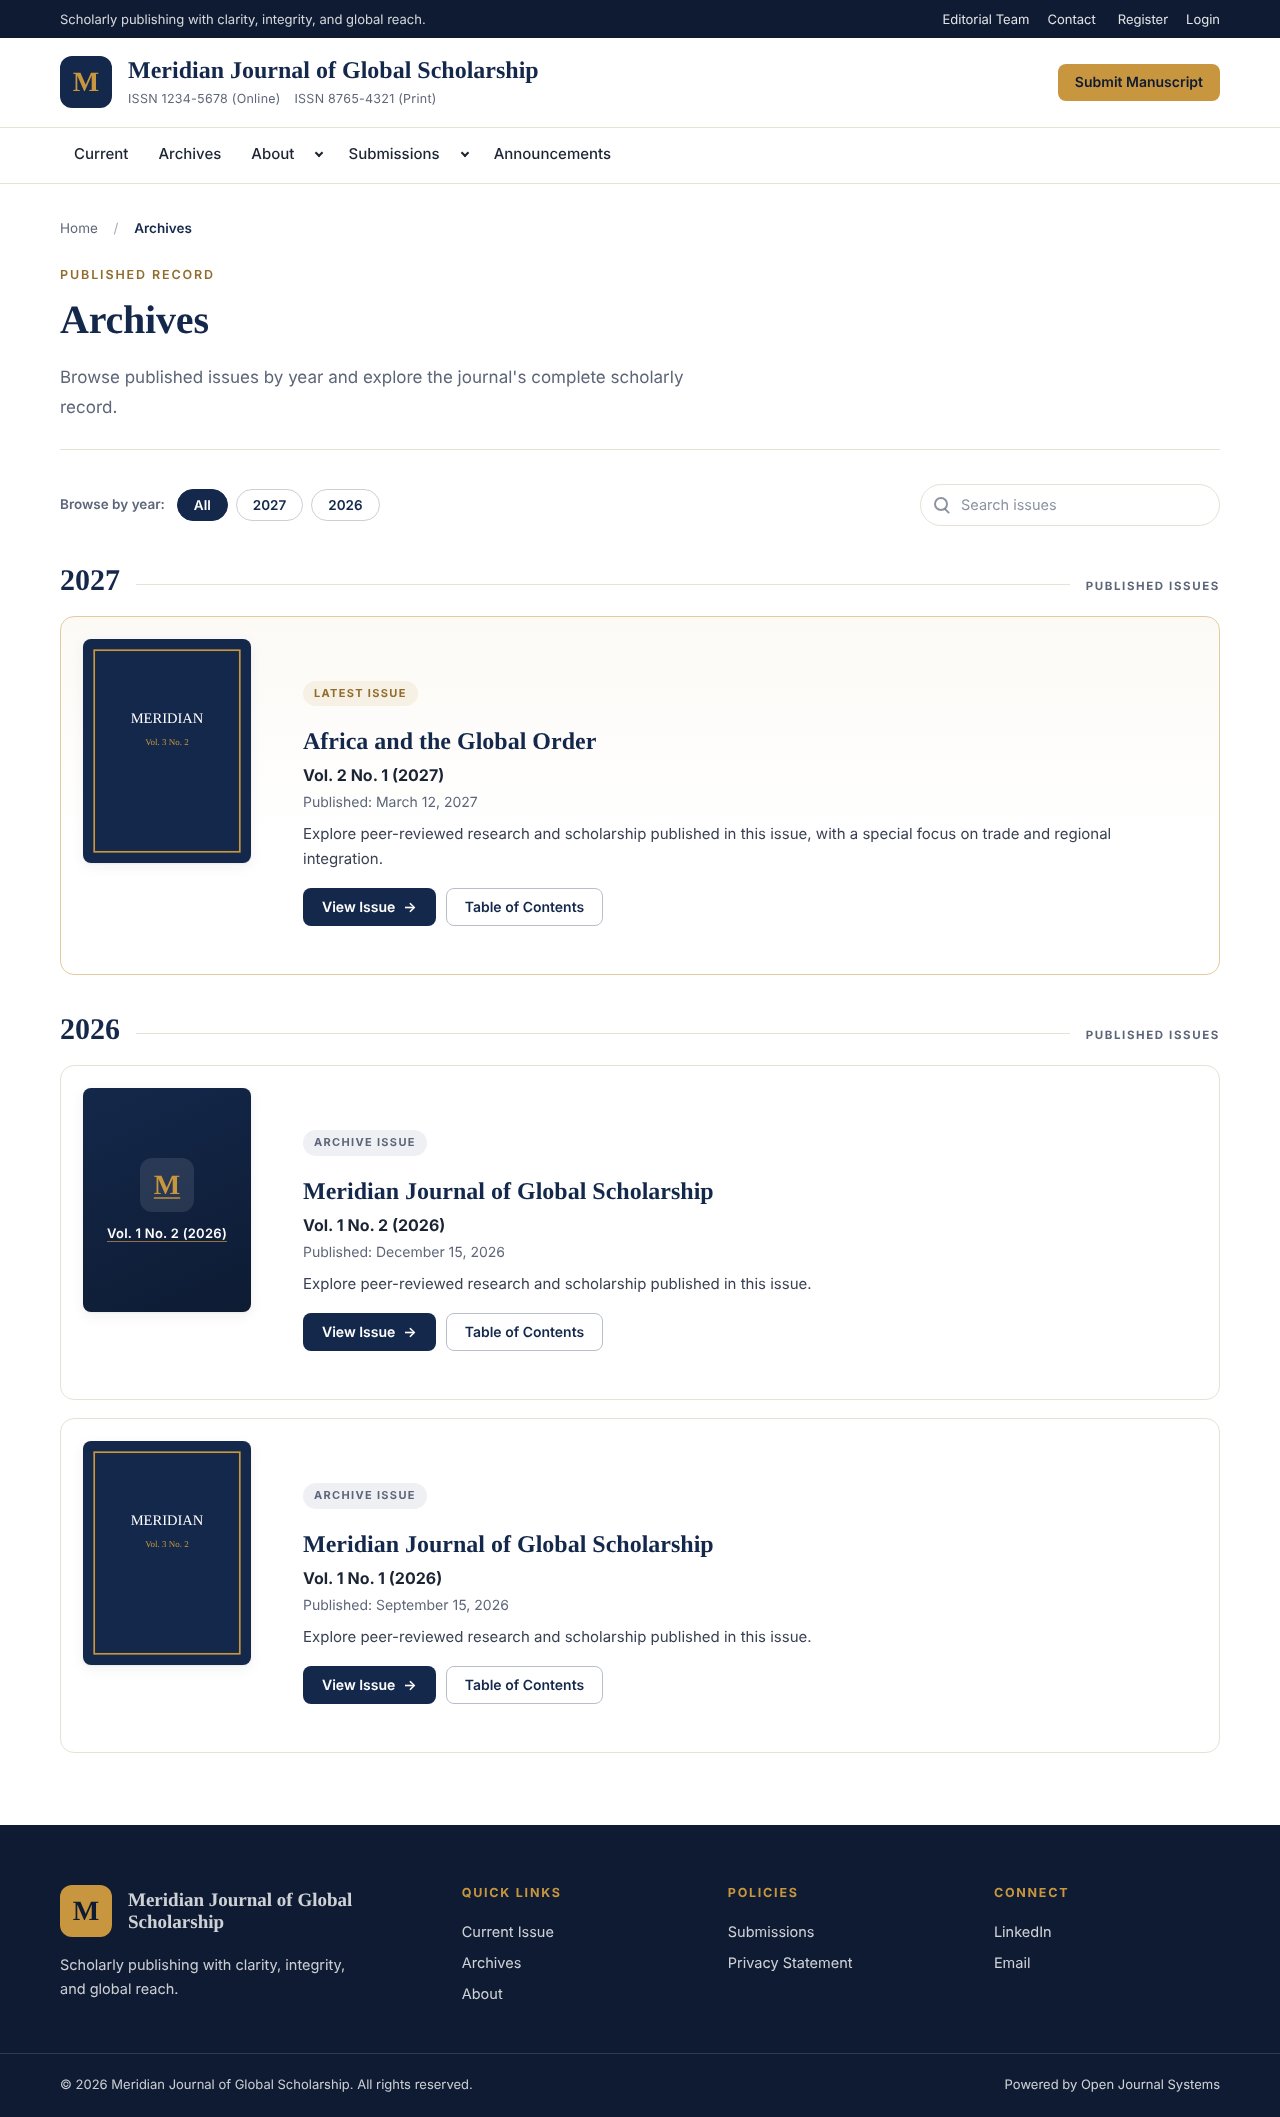 Scholarly publishing with clarity, integrity, and global reach.
Editorial Team Contact Register Login
M
Meridian Journal of Global Scholarship
ISSN 1234-5678 (Online) ISSN 8765-4321 (Print)
Submit Manuscript
Current Archives About Submissions Announcements
Home / Archives
PUBLISHED RECORD
Archives
Browse published issues by year and explore the journal's complete scholarly
record.
Browse by year: All 2027 2026
Search issues
2027
PUBLISHED ISSUES
MERIDIAN
Vol. 3 No. 2
LATEST ISSUE
Africa and the Global Order
Vol. 2 No. 1 (2027)
Published: March 12, 2027
Explore peer-reviewed research and scholarship published in this issue, with a special focus on trade and regional
integration.
View Issue → Table of Contents
2026
PUBLISHED ISSUES
M
Vol. 1 No. 2 (2026)
ARCHIVE ISSUE
Meridian Journal of Global Scholarship
Vol. 1 No. 2 (2026)
Published: December 15, 2026
Explore peer-reviewed research and scholarship published in this issue.
View Issue → Table of Contents
MERIDIAN
Vol. 3 No. 2
ARCHIVE ISSUE
Meridian Journal of Global Scholarship
Vol. 1 No. 1 (2026)
Published: September 15, 2026
Explore peer-reviewed research and scholarship published in this issue.
View Issue → Table of Contents
M
Meridian Journal of Global
Scholarship
Scholarly publishing with clarity, integrity,
and global reach.
QUICK LINKS
Current Issue
Archives
About
POLICIES
Submissions
Privacy Statement
CONNECT
LinkedIn
Email
© 2026 Meridian Journal of Global Scholarship. All rights reserved.
Powered by Open Journal Systems